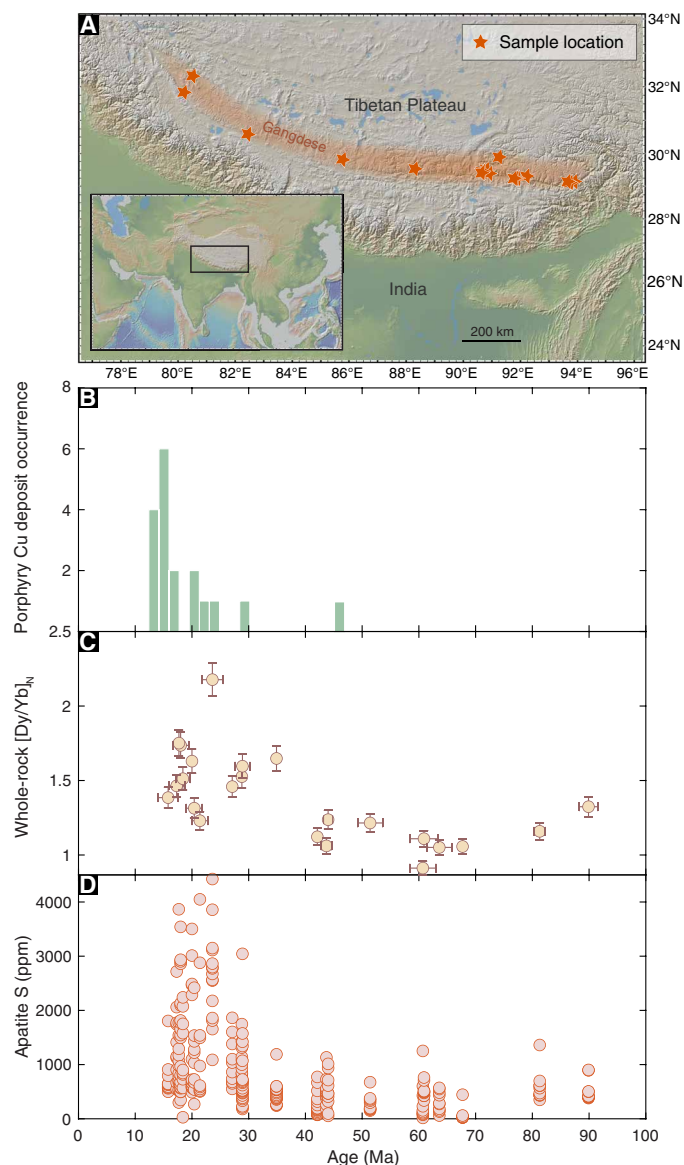 A
Sample location
34°N
32°N
30°N
28°N
26°N
24°N
Tibetan Plateau
Gangdese
India
200 km
78°E 80°E 82°E 84°E 86°E 88°E 90°E 92°E 94°E 96°E
B
Porphyry Cu deposit occurrence
8
6
4
2
2.5
C
Whole-rock [Dy/Yb]N
2
1.5
1
D
Apatite S (ppm)
4000
3000
2000
1000
0
0 10 20 30 40 50 60 70 80 90 100
Age (Ma)